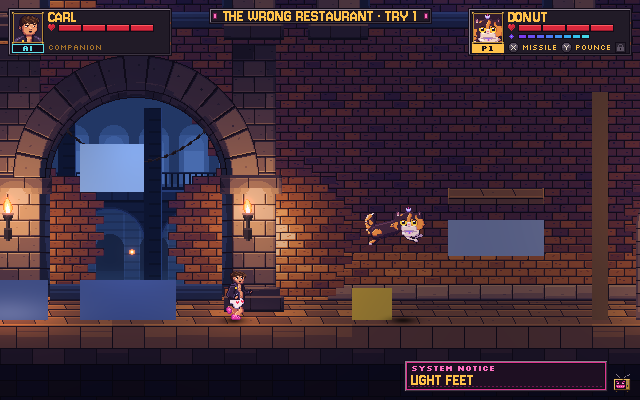 CARL
AI COMPANION
THE WRONG RESTAURANT · TRY 1
DONUT
P1 X MISSILE Y POUNCE
SYSTEM NOTICE
LIGHT FEET